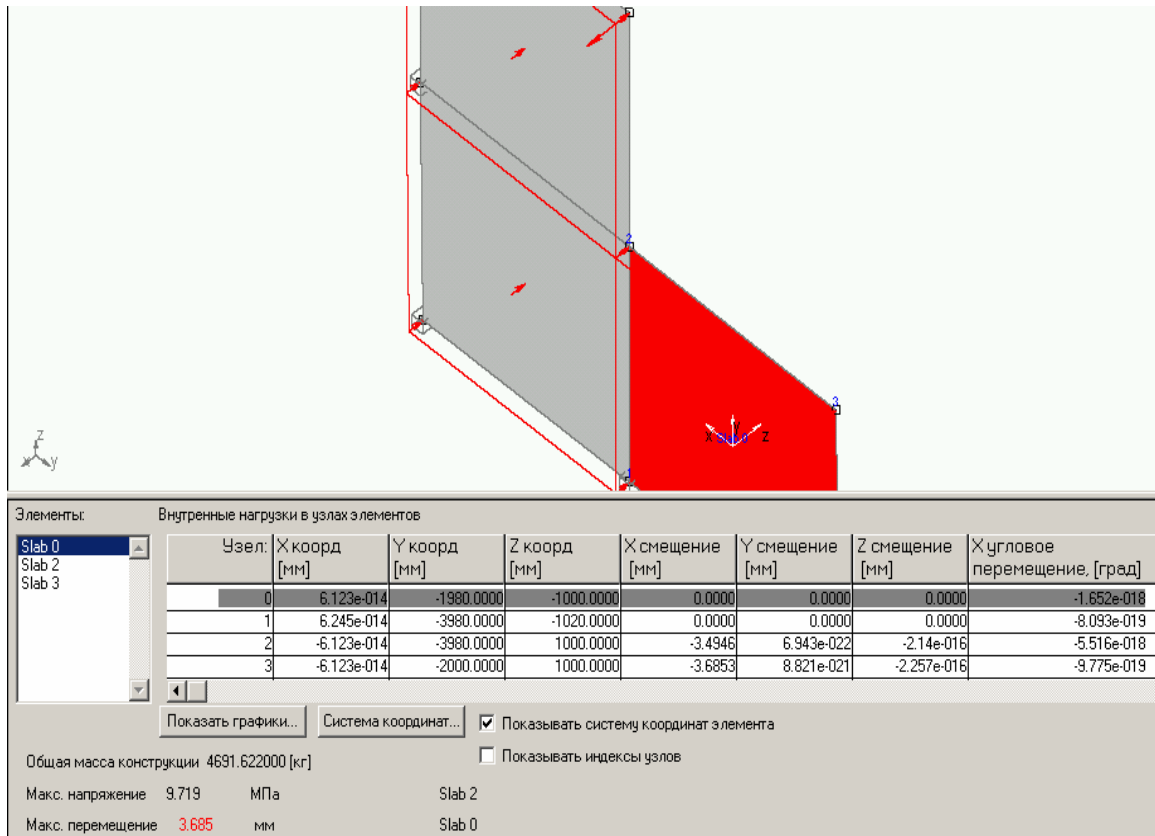 2
3
X Slab 0 y z
1
z
x y
Элементы: Внутренные нагрузки в узлах элементов
Slab 0
Slab 2
Slab 3
Узел: X коорд [мм] Y коорд [мм] Z коорд [мм] X смещение [мм] Y смещение [мм] Z смещение [мм] X угловое перемещение, [град]
0 6.123e-014 -1980.0000 -1000.0000 0.0000 0.0000 0.0000 -1.652e-018
1 6.245e-014 -3980.0000 -1020.0000 0.0000 0.0000 0.0000 -8.093e-019
2 -6.123e-014 -3980.0000 1000.0000 -3.4946 6.943e-022 -2.14e-016 -5.516e-018
3 -6.123e-014 -2000.0000 1000.0000 -3.6853 8.821e-021 -2.257e-016 -9.775e-019
Показать графики... Система координат... Показывать систему координат элемента
Показывать индексы узлов
Общая масса конструкции 4691.622000 [кг]
Макс. напряжение 9.719 МПа Slab 2
Макс. перемещение 3.685 мм Slab 0